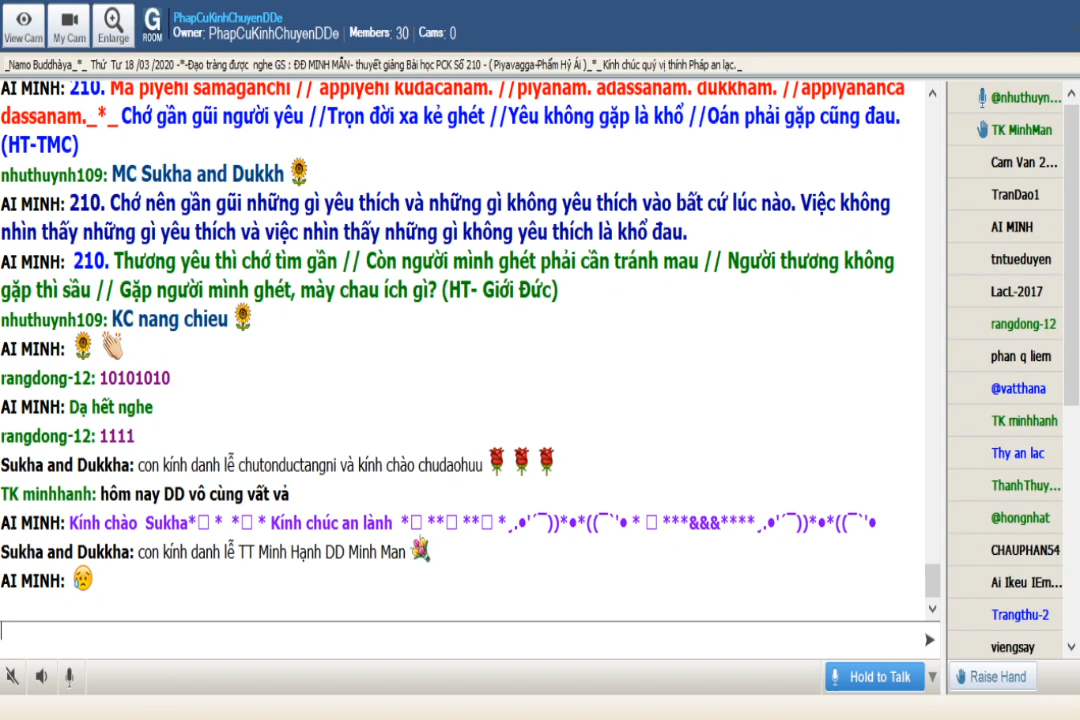 View Cam
My Cam
Enlarge
G
ROOM
PhapCuKinhChuyenDDe
Owner: PhapCuKinhChuyenDDe Members: 30 Cams: 0
_Namo Buddhàya_*_ Thứ Tư 18 /03 /2020 -*-Đạo tràng được nghe GS : ĐĐ MINH MẪN- thuyết giảng Bài học PCK Số 210 - ( Piyavagga-Phẩm Hỷ Ái )_*_ Kính chúc quý vị thính Pháp an lạc._
AI MINH: 210. Mà piyehi samaganchi // appiyehi kudacanam. //piyanam. adassanam. dukkham. //appiyananca
dassanam._*_ Chớ gần gũi người yêu //Trọn đời xa kẻ ghét //Yêu không gặp là khổ //Oán phải gặp cũng đau.
(HT-TMC)
nhuthuynh109: MC Sukha and Dukkh 🌻
AI MINH: 210. Chớ nên gần gũi những gì yêu thích và những gì không yêu thích vào bất cứ lúc nào. Việc không
nhìn thấy những gì yêu thích và việc nhìn thấy những gì không yêu thích là khổ đau.
AI MINH: 210. Thương yêu thì chớ tìm gần // Còn người mình ghét phải cần tránh mau // Người thương không
gặp thì sầu // Gặp người mình ghét, mày chau ích gì? (HT- Giới Đức)
nhuthuynh109: KC nang chieu 🌻
AI MINH: 🌻 👏
rangdong-12: 10101010
AI MINH: Dạ hết nghe
rangdong-12: 1111
Sukha and Dukkha: con kính danh lễ chutonductangni và kính chào chudaohuu 🌹 🌹 🌹
TK minhhanh: hôm nay DD vô cùng vất vả
AI MINH: Kính chào Sukha*□ * *□ * Kính chúc an lành *□ **□ **□ *¸.●'´¯))*●*((¯`'● * □ ***&&&****¸.●'´¯))*●*((¯`'●
Sukha and Dukkha: con kính danh lễ TT Minh Hạnh DD Minh Man 💐
AI MINH: 😥
Hold to Talk
Raise Hand
@nhuthuyn...
TK MinhMan
Cam Van 2...
TranDao1
AI MINH
tntueduyen
LacL-2017
rangdong-12
phan q liem
@vatthana
TK minhhanh
Thy an lac
ThanhThuy...
@hongnhat
CHAUPHAN54
Ai Ikeu IEm...
Trangthu-2
viengsay